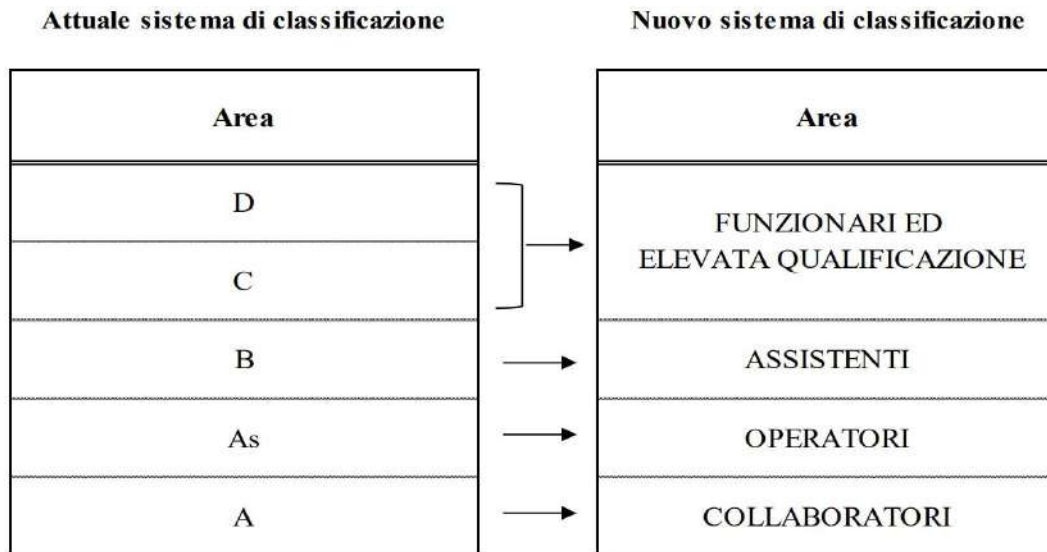 Attuale sistema di classificazione
Nuovo sistema di classificazione
Area
Area
D
C
FUNZIONARI ED
ELEVATA QUALIFICAZIONE
B
ASSISTENTI
As
OPERATORI
A
COLLABORATORI